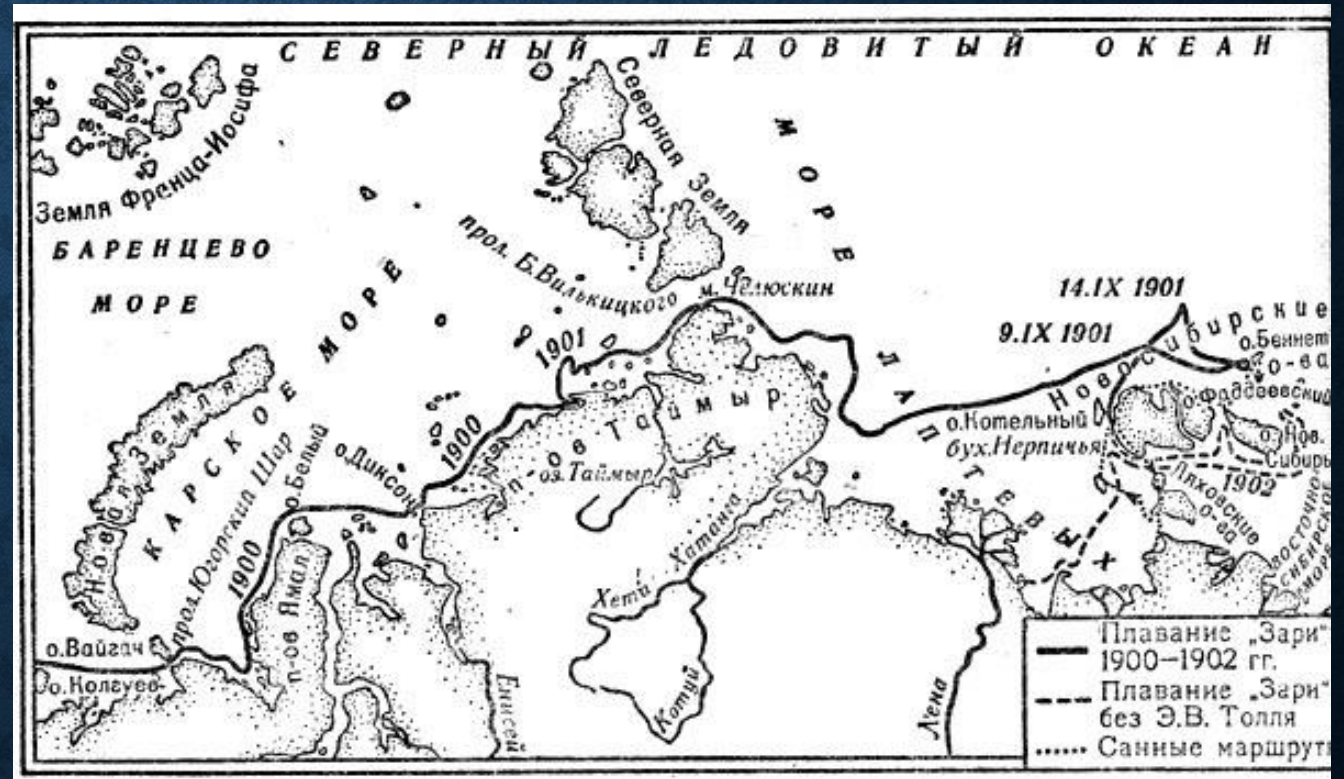 СЕВЕРНЫЙ ЛЕДОВИТЫЙ ОКЕАН
Земля Франца-Иосифа
Северная Земля
МОРЕ ЛАПТЕВЫХ
БАРЕНЦЕВО
МОРЕ
КАРСКОЕ МОРЕ
прол. Б.Вилькицкого
м.Челюскин
14.IX 1901
9.IX 1901
Новосибирские
о-ва
о.Беннет
о.Фаддеевский
о.Котельный
бух.Нерпичья
о.Нов.
Сибирь
1902
Ляховские
о-ва
ВОСТОЧНО-
СИБИРСКОЕ
МОРЕ
Новая Земля
прол.Югорский Шар
1900
о.Белый
о.Диксон
1900
1901
п-ов Таймыр
оз.Таймыр
Хатанга
Хета
Котуй
Лена
Енисей
п-ов Ямал
о.Вайгач
о.Колгуев
Плавание „Зари"
1900–1902 гг.
Плавание „Зари"
без Э.В. Толля
Санные маршруты